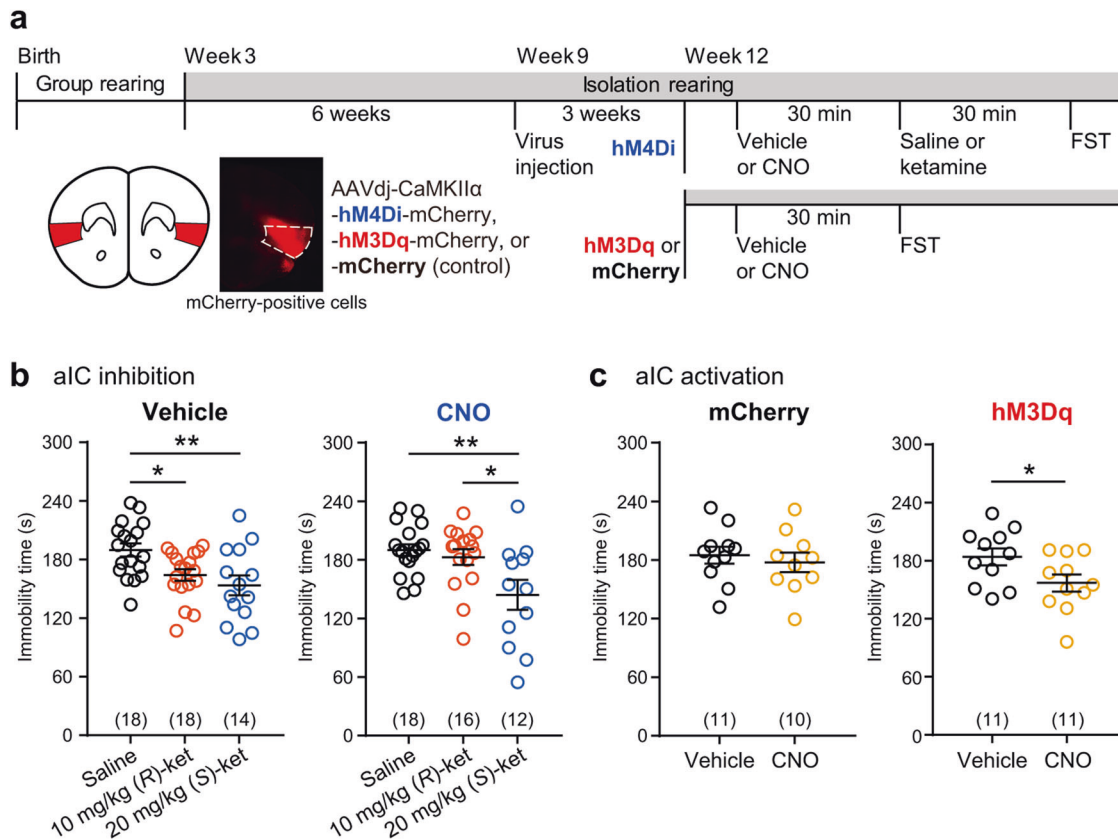 a
Birth
Week 3
Week 9
Week 12
Group rearing
Isolation rearing
6 weeks
3 weeks
30 min
30 min
Virus
injection
hM4Di
Vehicle
or CNO
Saline or
ketamine
FST
AAVdj-CaMKIIα
-hM4Di-mCherry,
-hM3Dq-mCherry, or
-mCherry (control)
mCherry-positive cells
hM3Dq or
mCherry
30 min
Vehicle
or CNO
FST
b aIC inhibition
Vehicle
**
*
Immobility time (s)
300
240
180
120
60
0
(18) (18) (14)
Saline
10 mg/kg (R)-ket
20 mg/kg (S)-ket
CNO
**
*
Immobility time (s)
300
240
180
120
60
0
(18) (16) (12)
Saline
10 mg/kg (R)-ket
20 mg/kg (S)-ket
c aIC activation
mCherry
Immobility time (s)
300
240
180
120
60
0
(11) (10)
Vehicle CNO
hM3Dq
*
Immobility time (s)
300
240
180
120
60
0
(11) (11)
Vehicle CNO